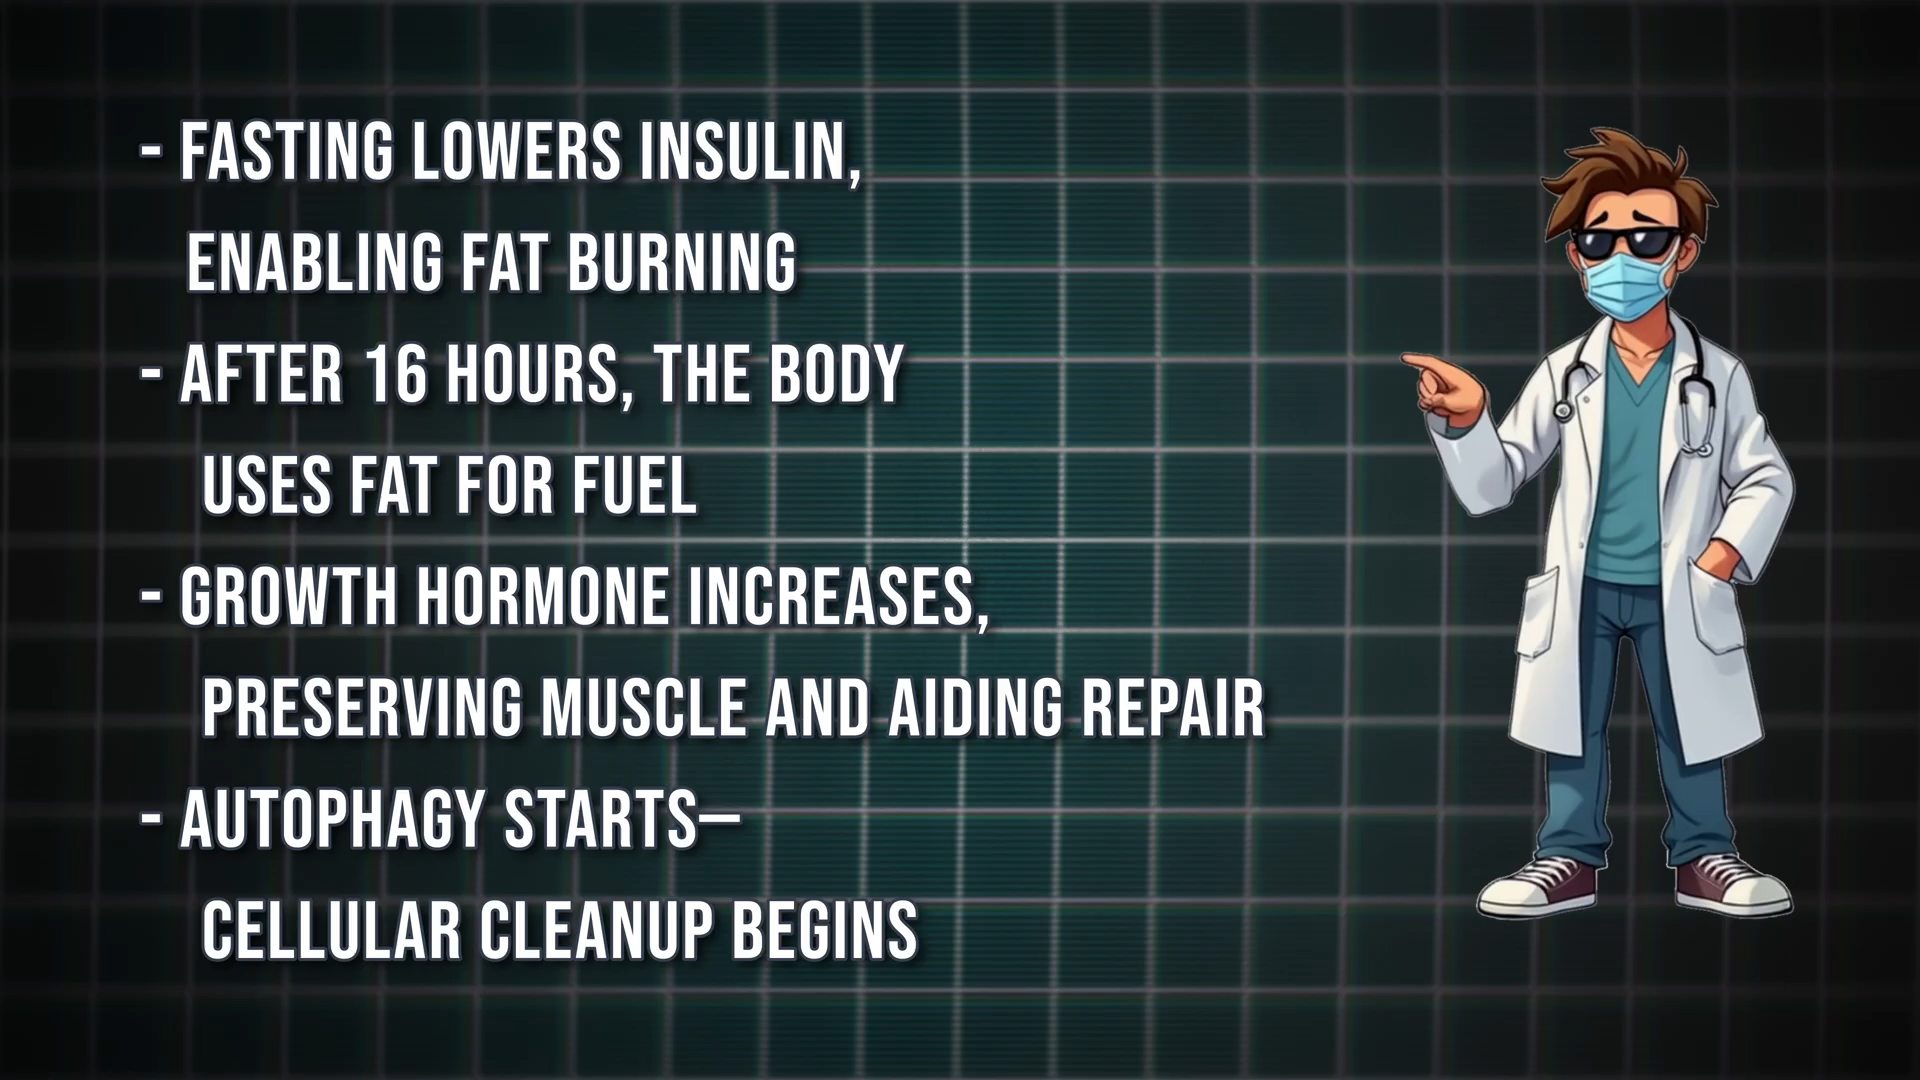 - FASTING LOWERS INSULIN,
ENABLING FAT BURNING
- AFTER 16 HOURS, THE BODY
USES FAT FOR FUEL
- GROWTH HORMONE INCREASES,
PRESERVING MUSCLE AND AIDING REPAIR
- AUTOPHAGY STARTS—
CELLULAR CLEANUP BEGINS